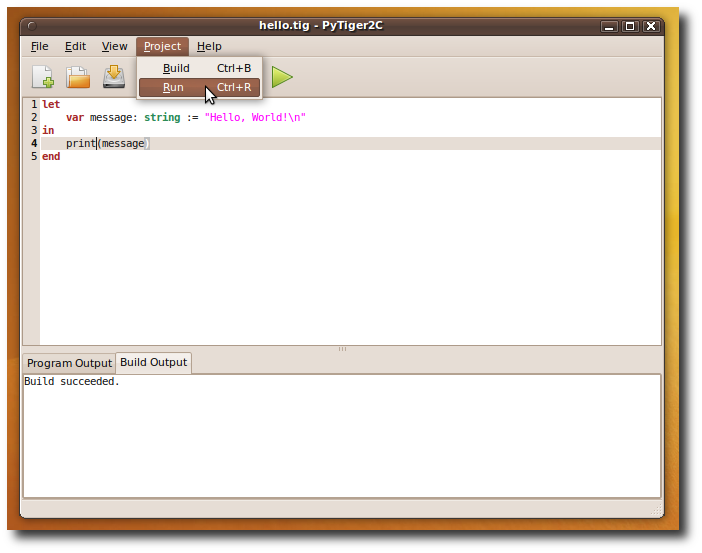 hello.tig - PyTiger2C
File Edit View Project Help
Build Ctrl+B
Run Ctrl+R
1 let
2 var message: string := "Hello, World!\n"
3 in
4 print(message)
5 end
Program Output Build Output
Build succeeded.